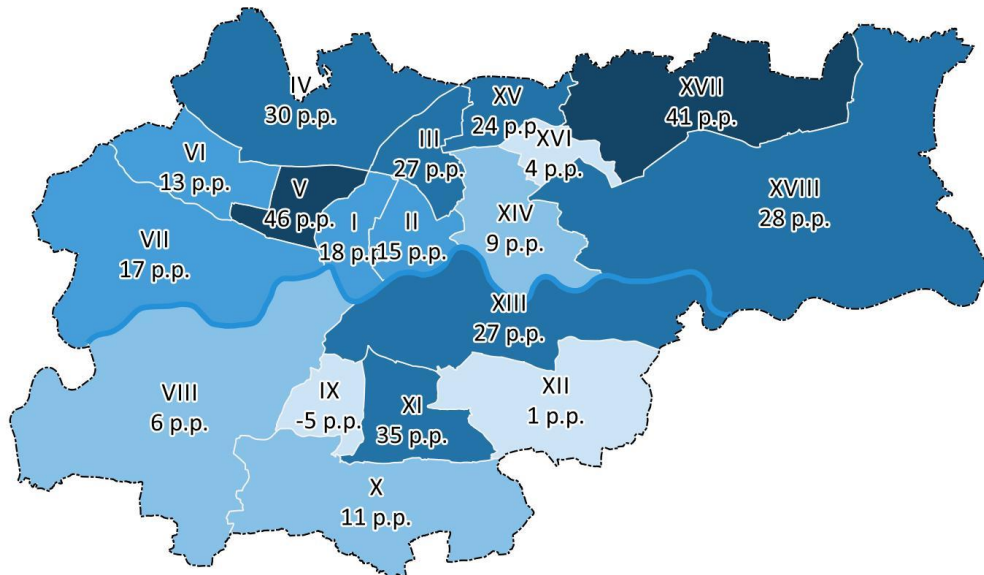 IV
30 p.p.
XV
24 p.p
XVII
41 p.p.
III
27 p.p.
XVI
4 p.p.
VI
13 p.p.
V
46 p.p.
XVIII
28 p.p.
I
18 p.p
II
15 p.p.
XIV
9 p.p.
VII
17 p.p.
XIII
27 p.p.
VIII
6 p.p.
IX
-5 p.p.
XI
35 p.p.
XII
1 p.p.
X
11 p.p.